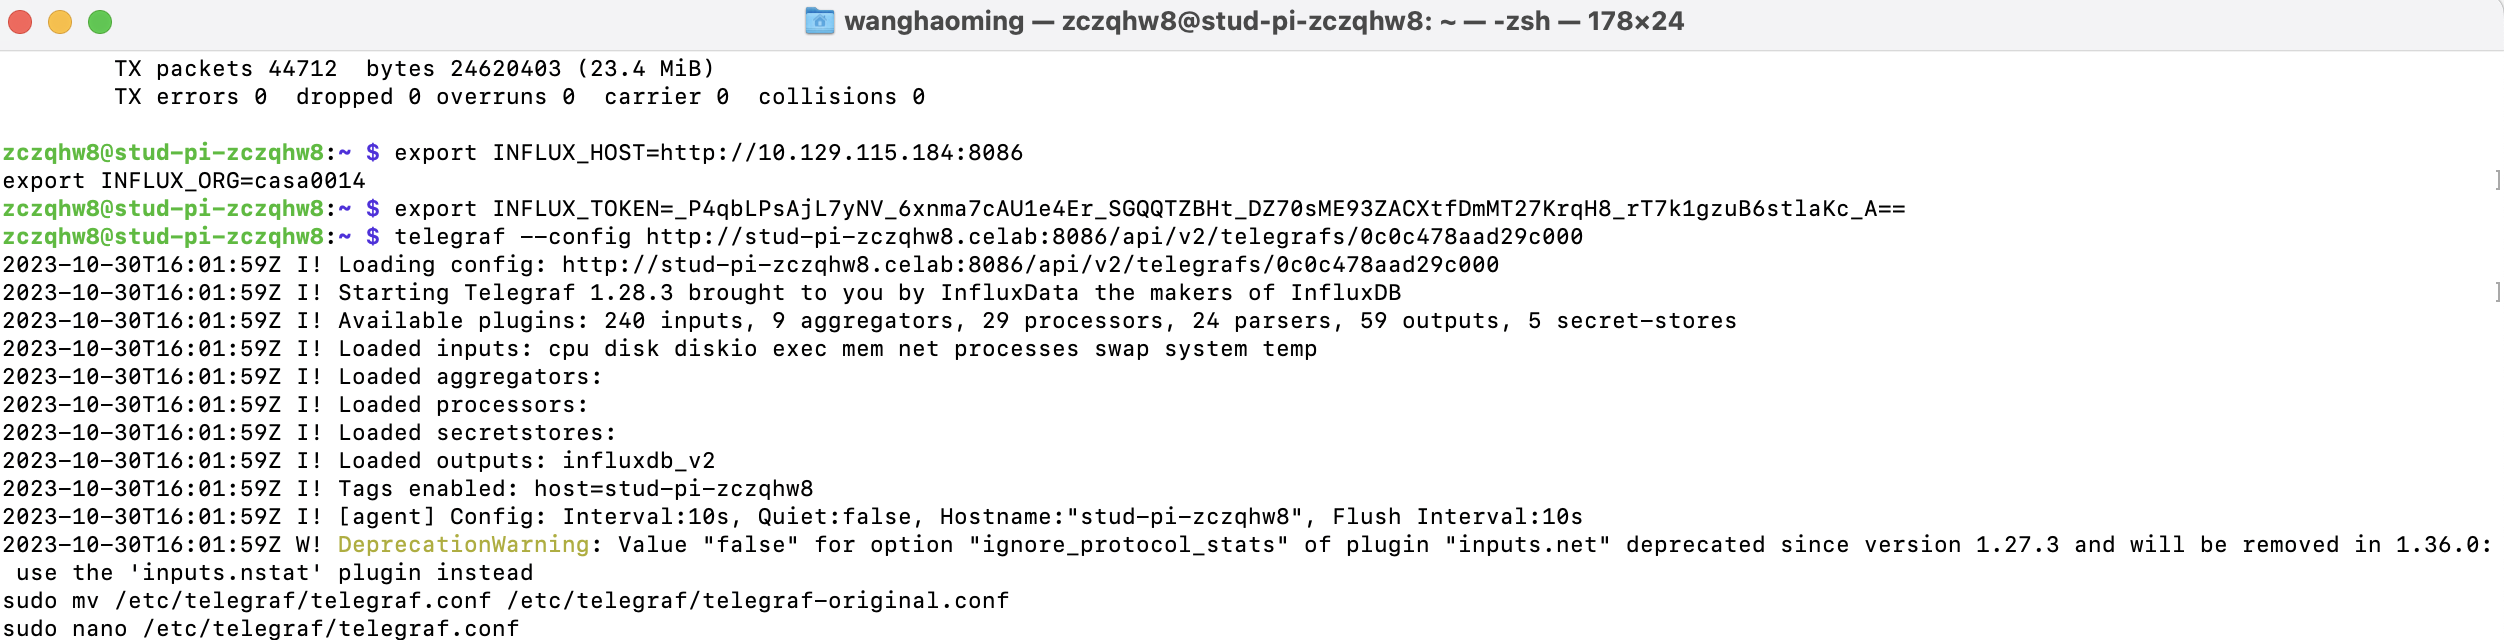 wanghaoming — zczqhw8@stud-pi-zczqhw8: ~ — -zsh — 178×24
TX packets 44712  bytes 24620403 (23.4 MiB)
TX errors 0  dropped 0 overruns 0  carrier 0  collisions 0
zczqhw8@stud-pi-zczqhw8:~ $ export INFLUX_HOST=http://10.129.115.184:8086
export INFLUX_ORG=casa0014
zczqhw8@stud-pi-zczqhw8:~ $ export INFLUX_TOKEN=_P4qbLPsAjL7yNV_6xnma7cAU1e4Er_SGQQTZBHt_DZ70sME93ZACXtfDmMT27KrqH8_rT7k1gzuB6stlaKc_A==
zczqhw8@stud-pi-zczqhw8:~ $ telegraf --config http://stud-pi-zczqhw8.celab:8086/api/v2/telegrafs/0c0c478aad29c000
2023-10-30T16:01:59Z I! Loading config: http://stud-pi-zczqhw8.celab:8086/api/v2/telegrafs/0c0c478aad29c000
2023-10-30T16:01:59Z I! Starting Telegraf 1.28.3 brought to you by InfluxData the makers of InfluxDB
2023-10-30T16:01:59Z I! Available plugins: 240 inputs, 9 aggregators, 29 processors, 24 parsers, 59 outputs, 5 secret-stores
2023-10-30T16:01:59Z I! Loaded inputs: cpu disk diskio exec mem net processes swap system temp
2023-10-30T16:01:59Z I! Loaded aggregators:
2023-10-30T16:01:59Z I! Loaded processors:
2023-10-30T16:01:59Z I! Loaded secretstores:
2023-10-30T16:01:59Z I! Loaded outputs: influxdb_v2
2023-10-30T16:01:59Z I! Tags enabled: host=stud-pi-zczqhw8
2023-10-30T16:01:59Z I! [agent] Config: Interval:10s, Quiet:false, Hostname:"stud-pi-zczqhw8", Flush Interval:10s
2023-10-30T16:01:59Z W! DeprecationWarning: Value "false" for option "ignore_protocol_stats" of plugin "inputs.net" deprecated since version 1.27.3 and will be removed in 1.36.0:
use the 'inputs.nstat' plugin instead
sudo mv /etc/telegraf/telegraf.conf /etc/telegraf/telegraf-original.conf
sudo nano /etc/telegraf/telegraf.conf